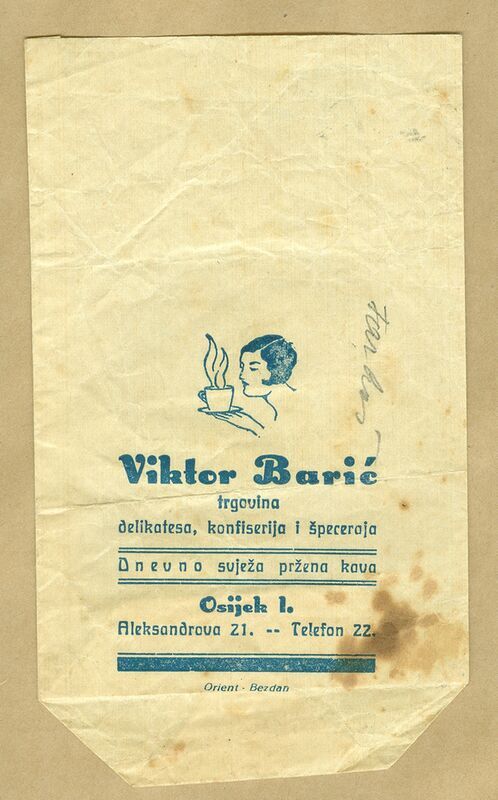 Viktor Barić
trgovina
delikatesa, konfiserija i špeceraja
Dnevno svježa pržena kava
Osijek I.
Aleksandrova 21. -- Telefon 22.
Orient - Bezdan